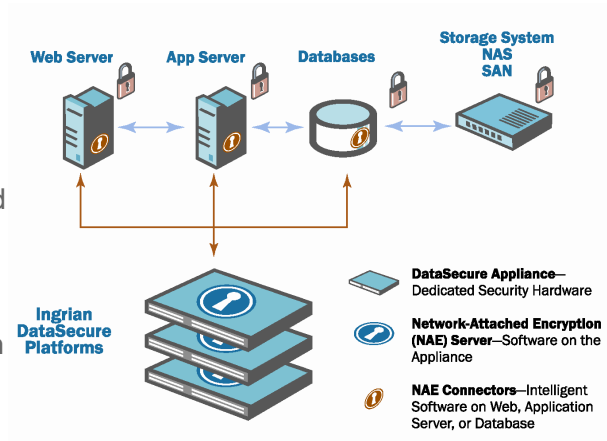 Web Server
App Server
Databases
Storage System
NAS
SAN
d
Ingrian
DataSecure
Platforms
n
DataSecure Appliance—
Dedicated Security Hardware
Network-Attached Encryption
(NAE) Server—Software on the
Appliance
NAE Connectors—Intelligent
Software on Web, Application
Server, or Database